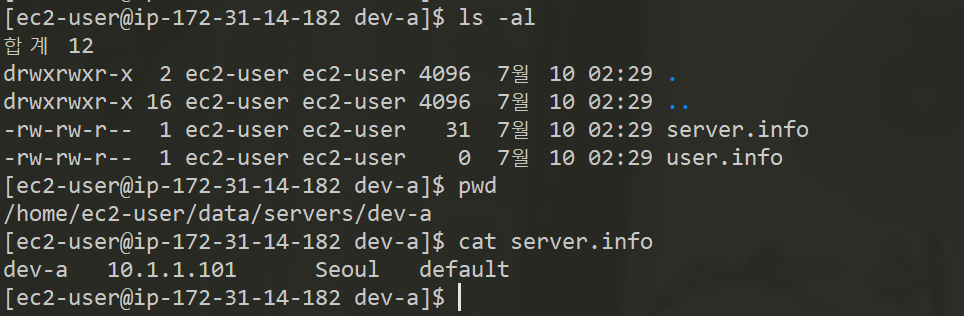 [ec2-user@ip-172-31-14-182 dev-a]$ ls -al
합계 12
drwxrwxr-x  2 ec2-user ec2-user 4096  7월 10 02:29 .
drwxrwxr-x 16 ec2-user ec2-user 4096  7월 10 02:29 ..
-rw-rw-r--  1 ec2-user ec2-user   31  7월 10 02:29 server.info
-rw-rw-r--  1 ec2-user ec2-user    0  7월 10 02:29 user.info
[ec2-user@ip-172-31-14-182 dev-a]$ pwd
/home/ec2-user/data/servers/dev-a
[ec2-user@ip-172-31-14-182 dev-a]$ cat server.info
dev-a   10.1.1.101      Seoul   default
[ec2-user@ip-172-31-14-182 dev-a]$